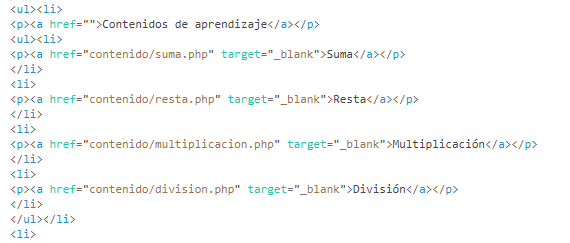 <ul><li>
<p><a href="">Contenidos de aprendizaje</a></p>
<ul><li>
<p><a href="contenido/suma.php" target="_blank">Suma</a></p>
</li>
<li>
<p><a href="contenido/resta.php" target="_blank">Resta</a></p>
</li>
<li>
<p><a href="contenido/multiplicacion.php" target="_blank">Multiplicación</a></p>
</li>
<li>
<p><a href="contenido/division.php" target="_blank">División</a></p>
</li>
</ul></li>
<li>